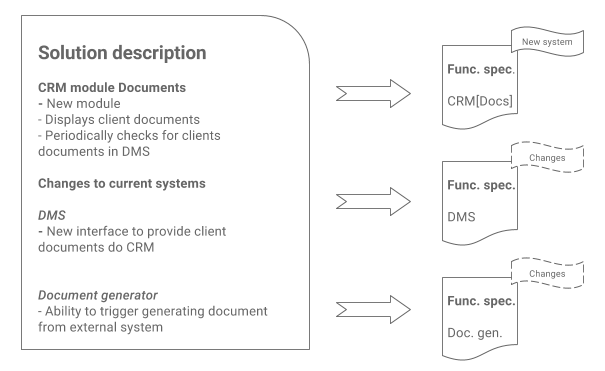 Solution description
CRM module Documents
- New module
- Displays client documents
- Periodically checks for clients
documents in DMS
Changes to current systems
DMS
- New interface to provide client
documents do CRM
Document generator
- Ability to trigger generating document
from external system
New system
Func. spec.
CRM[Docs]
Changes
Func. spec.
DMS
Changes
Func. spec.
Doc. gen.